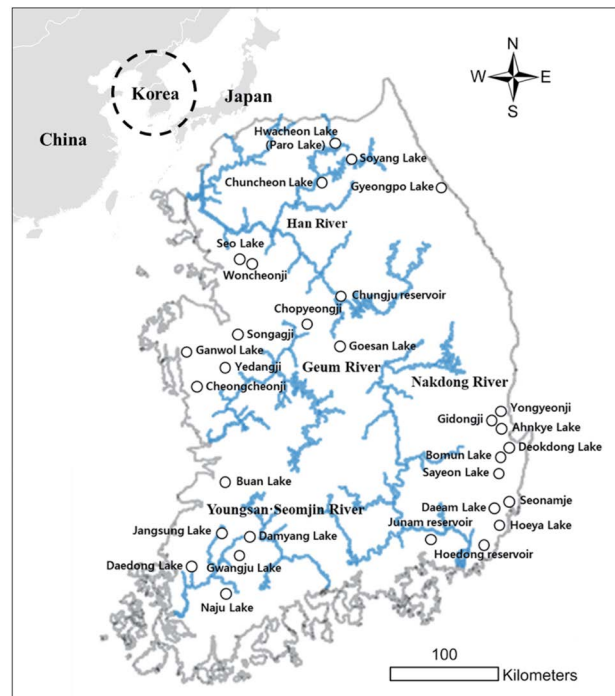 N
Korea
Japan
W
E
China
S
Hwacheon Lake
(Paro Lake)
Soyang Lake
Chuncheon Lake
Gyeongpo Lake
Han River
Seo Lake
Woncheonji
Chungju reservoir
Chopyeongji
Songagji
Goesan Lake
Ganwol Lake
Yedangji
Geum River
Nakdong River
Cheongcheonji
Yongyeonji
Gidongji
Ahnkye Lake
Deokdong Lake
Bomun Lake
Sayeon Lake
Buan Lake
Seonamje
Youngsan·Seomjin River
Daeam Lake
Jangsung Lake
Damyang Lake
Junam reservoir
Hoeya Lake
Hoedong reservoir
Daedong Lake
Gwangju Lake
Naju Lake
100
Kilometers